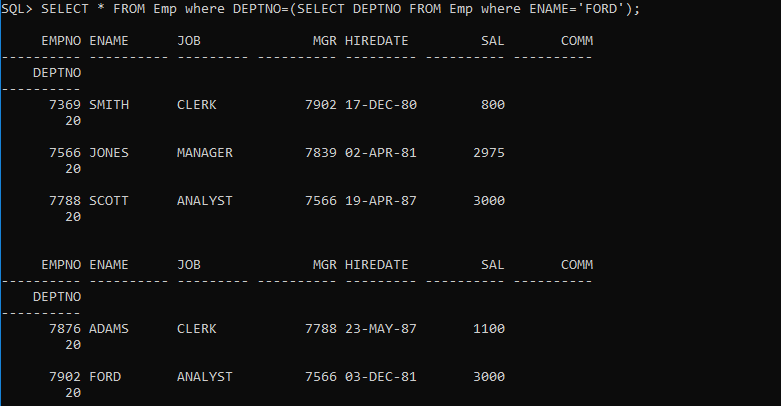 SQL> SELECT * FROM Emp where DEPTNO=(SELECT DEPTNO FROM Emp where ENAME='FORD');
     EMPNO ENAME      JOB              MGR HIREDATE         SAL       COMM
---------- ---------- --------- ---------- --------- ---------- ----------
    DEPTNO
----------
      7369 SMITH      CLERK           7902 17-DEC-80        800
        20
      7566 JONES      MANAGER         7839 02-APR-81       2975
        20
      7788 SCOTT      ANALYST         7566 19-APR-87       3000
        20
     EMPNO ENAME      JOB              MGR HIREDATE         SAL       COMM
---------- ---------- --------- ---------- --------- ---------- ----------
    DEPTNO
----------
      7876 ADAMS      CLERK           7788 23-MAY-87       1100
        20
      7902 FORD       ANALYST         7566 03-DEC-81       3000
        20